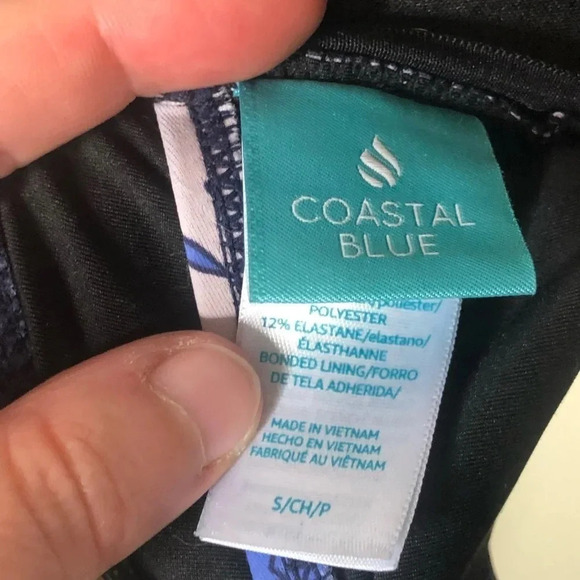 COASTAL
BLUE
polyester/
POLYESTER
12% ELASTANE/elastano/
ÉLASTHANNE
BONDED LINING/FORRO
DE TELA ADHERIDA/
MADE IN VIETNAM
HECHO EN VIETNAM
FABRIQUÉ AU VIÊTNAM
S/CH/P